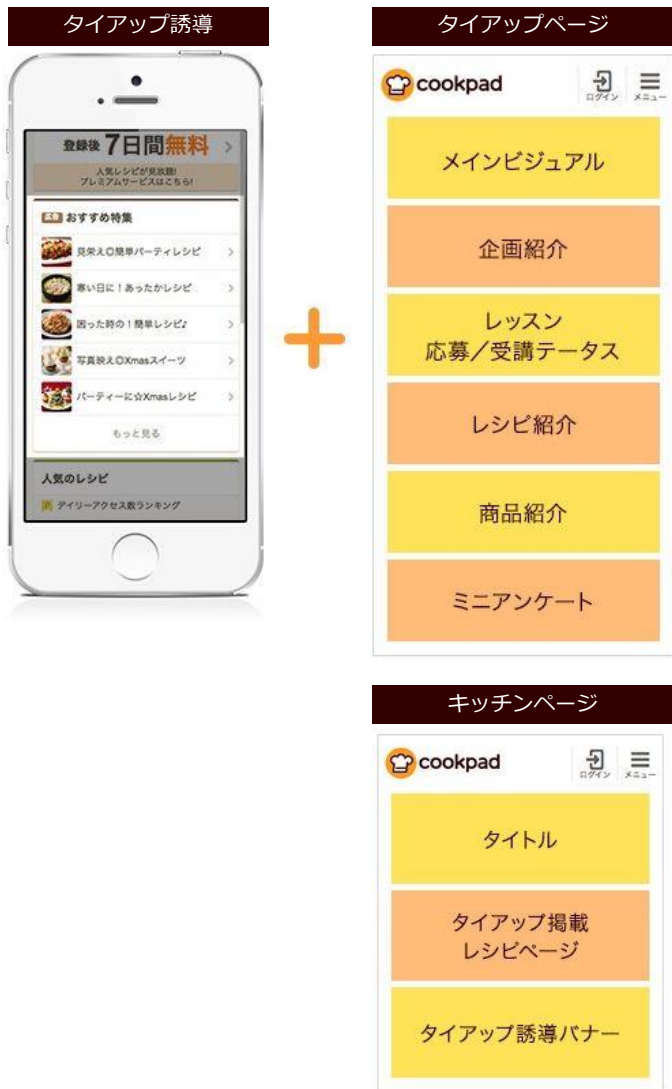 タイアップ誘導
登録後 7日間無料
人気レシピが見放題!
プレミアムサービスはこちら!
広告 おすすめ特集
見栄え◎簡単パーティレシピ
寒い日に!あったかレシピ
困った時の!簡単レシピ♪
写真映え◎Xmasスイーツ
パーティーに☆Xmasレシピ
もっと見る
人気のレシピ
デイリーアクセス数ランキング
+
タイアップページ
cookpad
ログイン
メニュー
メインビジュアル
企画紹介
レッスン
応募／受講テータス
レシピ紹介
商品紹介
ミニアンケート
キッチンページ
cookpad
ログイン
メニュー
タイトル
タイアップ掲載
レシピページ
タイアップ誘導バナー